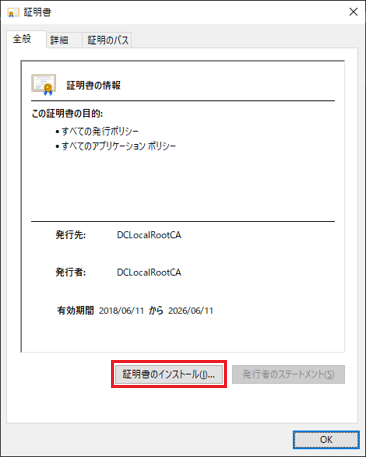 証明書
全般 詳細 証明のパス
証明書の情報
この証明書の目的:
• すべての発行ポリシー
• すべてのアプリケーション ポリシー
発行先: DCLocalRootCA
発行者: DCLocalRootCA
有効期間 2018/06/11 から 2026/06/11
証明書のインストール(I)... 発行者のステートメント(S)
OK